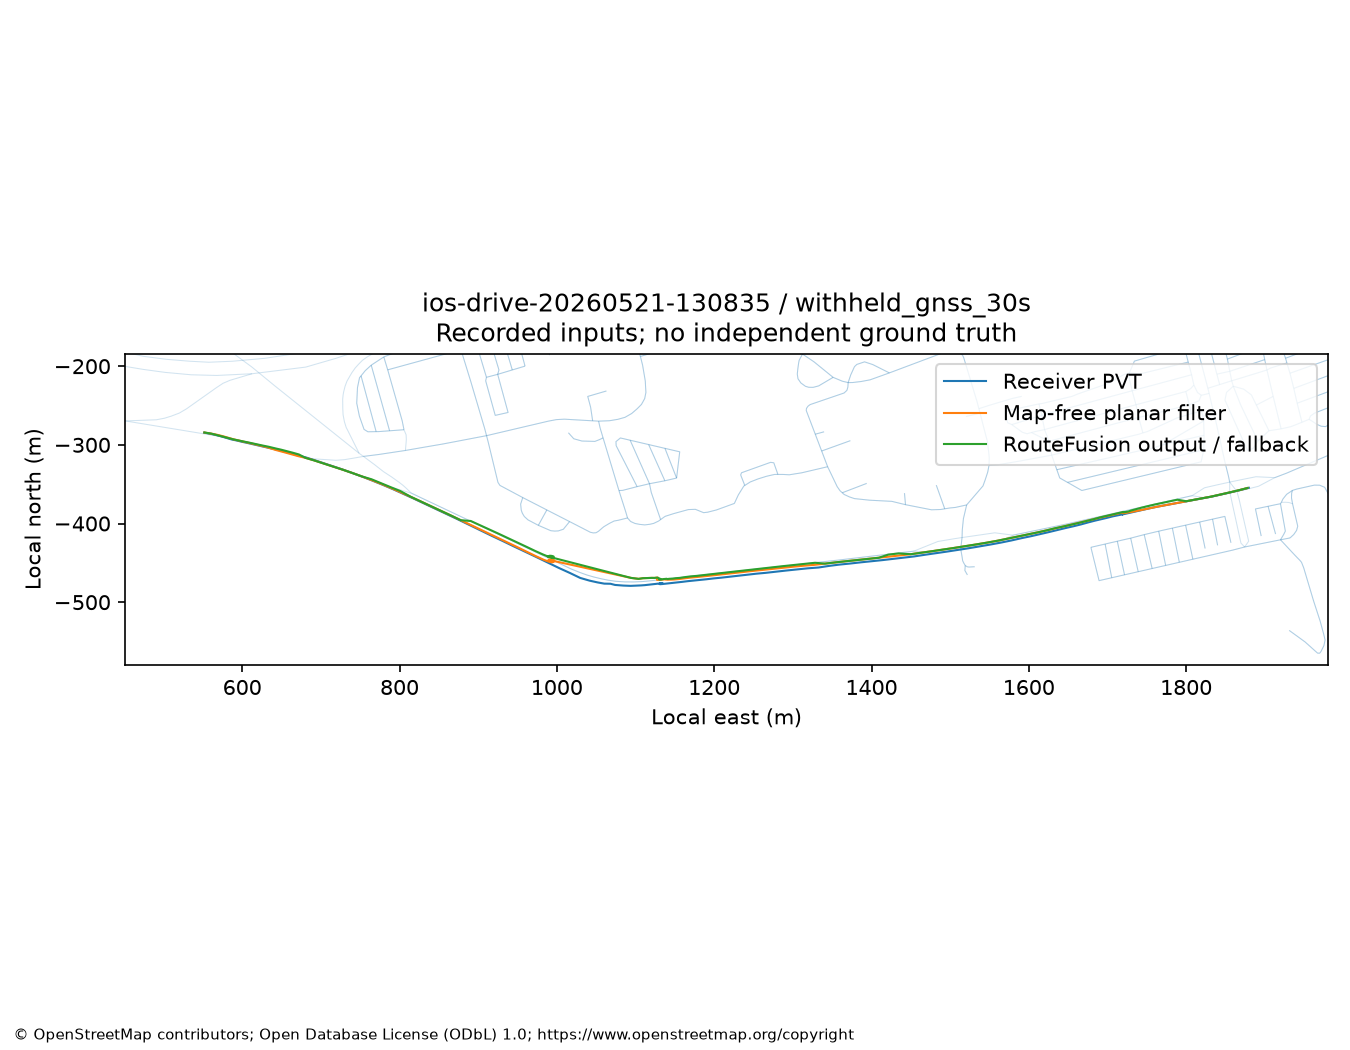 ios-drive-20260521-130835 / withheld_gnss_30s
Recorded inputs; no independent ground truth
Receiver PVT
Map-free planar filter
RouteFusion output / fallback
Local north (m)
−200
−300
−400
−500
600 800 1000 1200 1400 1600 1800
Local east (m)
© OpenStreetMap contributors; Open Database License (ODbL) 1.0; https://www.openstreetmap.org/copyright